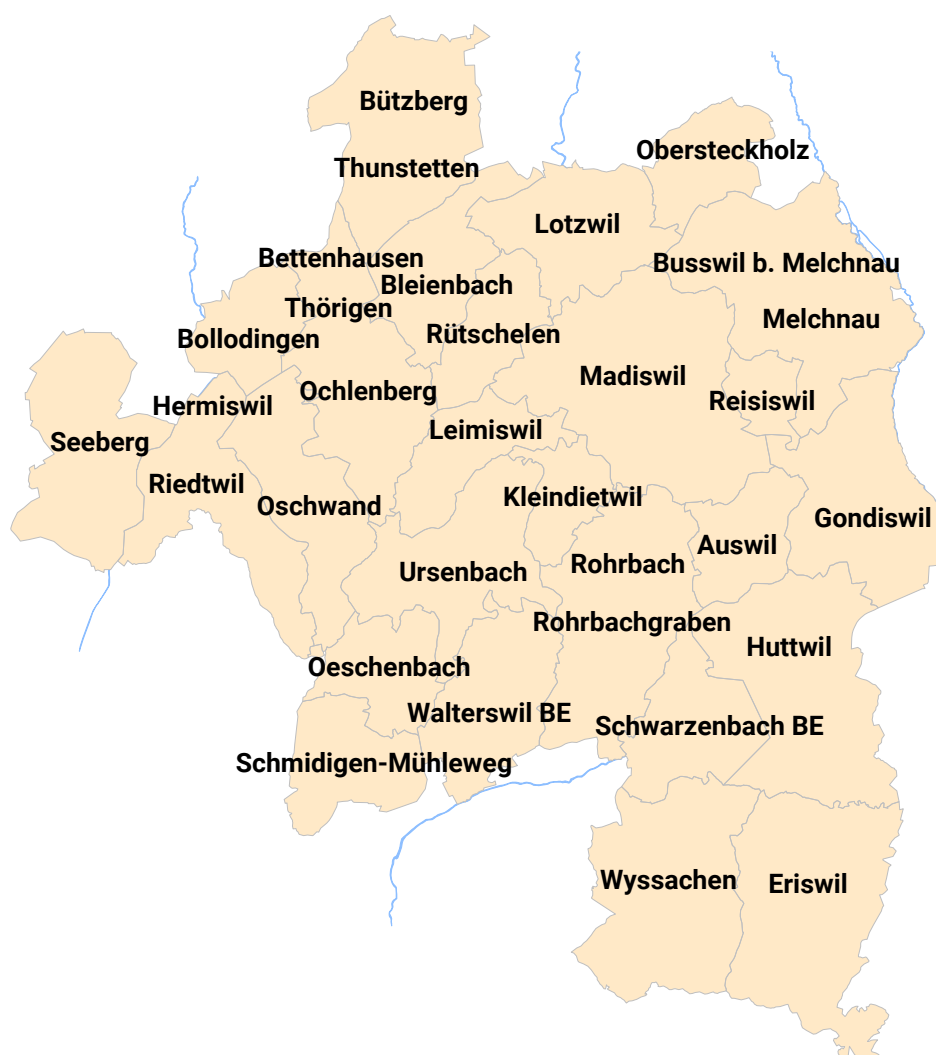 Bützberg
Obersteckholz
Thunstetten
Lotzwil
Bettenhausen
Busswil b. Melchnau
Bleienbach
Thörigen
Melchnau
Rütschelen
Bollodingen
Madiswil
Ochlenberg
Reisiswil
Hermiswil
Leimiswil
Seeberg
Riedtwil
Kleindietwil
Oschwand
Gondiswil
Auswil
Rohrbach
Ursenbach
Rohrbachgraben
Huttwil
Oeschenbach
Walterswil BE
Schwarzenbach BE
Schmidigen-Mühleweg
Wyssachen
Eriswil